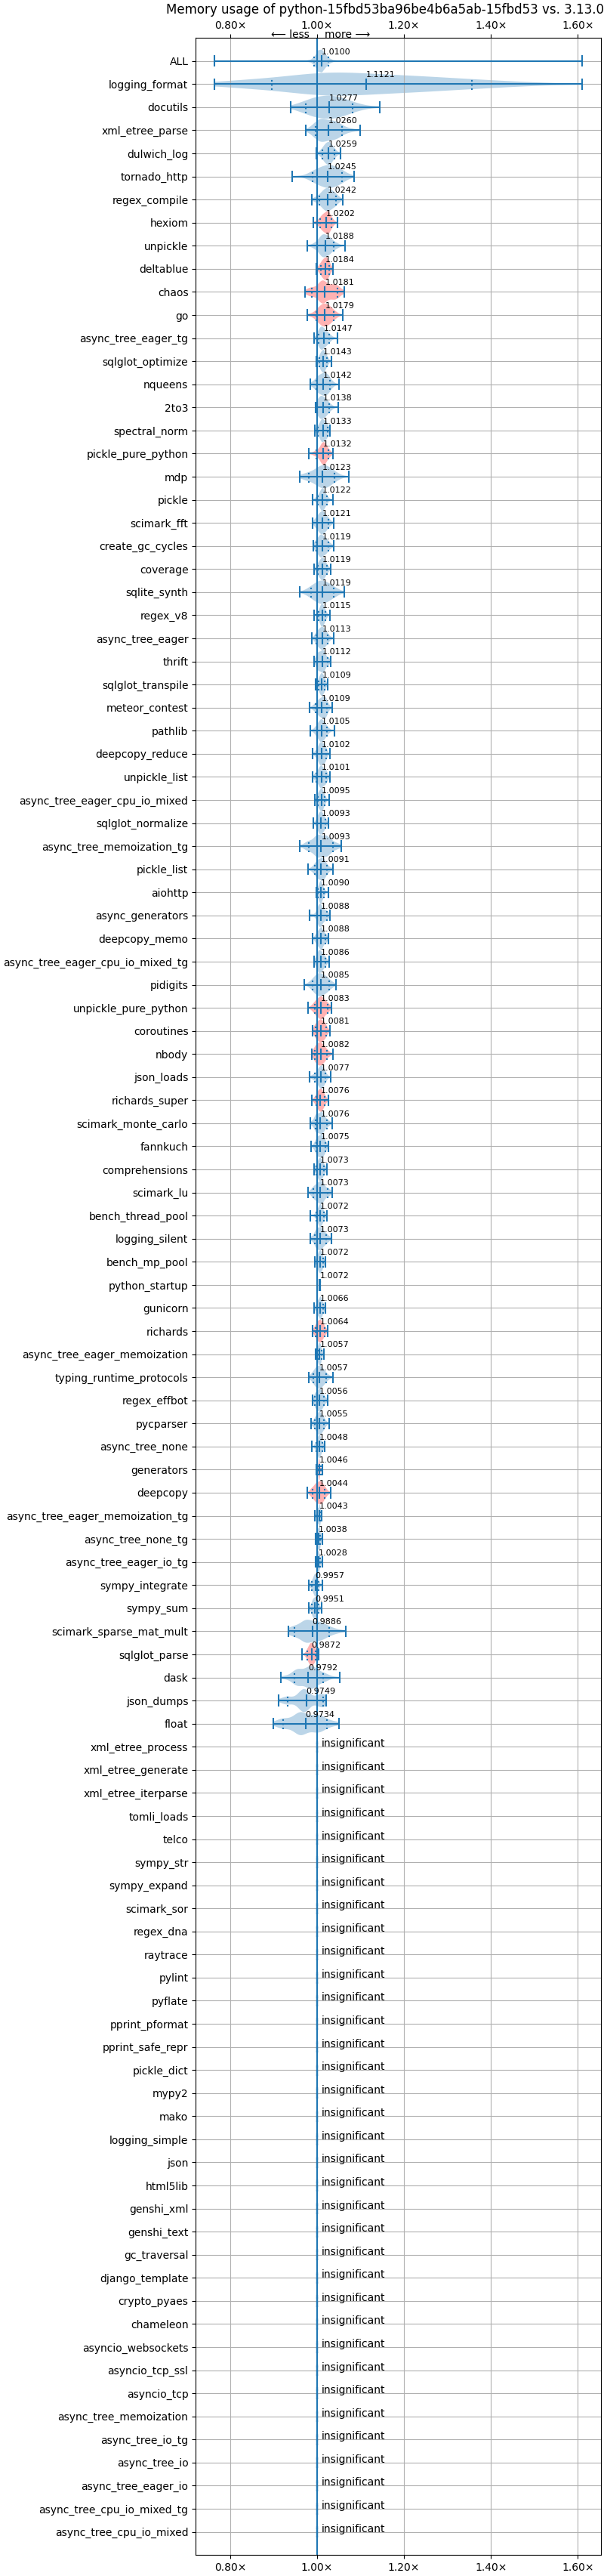 Memory usage of python-15fbd53ba96be4b6a5ab-15fbd53 vs. 3.13.0
0.80× 1.00× 1.20× 1.40× 1.60×
⟵ less more ⟶
ALL 1.0100
logging_format 1.1121
docutils 1.0277
xml_etree_parse 1.0260
dulwich_log 1.0259
tornado_http 1.0245
regex_compile 1.0242
hexiom 1.0202
unpickle 1.0188
deltablue 1.0184
chaos 1.0181
go 1.0179
async_tree_eager_tg 1.0147
sqlglot_optimize 1.0143
nqueens 1.0142
2to3 1.0138
spectral_norm 1.0133
pickle_pure_python 1.0132
mdp 1.0123
pickle 1.0122
scimark_fft 1.0121
create_gc_cycles 1.0119
coverage 1.0119
sqlite_synth 1.0119
regex_v8 1.0115
async_tree_eager 1.0113
thrift 1.0112
sqlglot_transpile 1.0109
meteor_contest 1.0109
pathlib 1.0105
deepcopy_reduce 1.0102
unpickle_list 1.0101
async_tree_eager_cpu_io_mixed 1.0095
sqlglot_normalize 1.0093
async_tree_memoization_tg 1.0093
pickle_list 1.0091
aiohttp 1.0090
async_generators 1.0088
deepcopy_memo 1.0088
async_tree_eager_cpu_io_mixed_tg 1.0086
pidigits 1.0085
unpickle_pure_python 1.0083
coroutines 1.0081
nbody 1.0082
json_loads 1.0077
richards_super 1.0076
scimark_monte_carlo 1.0076
fannkuch 1.0075
comprehensions 1.0073
scimark_lu 1.0073
bench_thread_pool 1.0072
logging_silent 1.0073
bench_mp_pool 1.0072
python_startup 1.0072
gunicorn 1.0066
richards 1.0064
async_tree_eager_memoization 1.0057
typing_runtime_protocols 1.0057
regex_effbot 1.0056
pycparser 1.0055
async_tree_none 1.0048
generators 1.0046
deepcopy 1.0044
async_tree_eager_memoization_tg 1.0043
async_tree_none_tg 1.0038
async_tree_eager_io_tg 1.0028
sympy_integrate 0.9957
sympy_sum 0.9951
scimark_sparse_mat_mult 0.9886
sqlglot_parse 0.9872
dask 0.9792
json_dumps 0.9749
float 0.9734
xml_etree_process insignificant
xml_etree_generate insignificant
xml_etree_iterparse insignificant
tomli_loads insignificant
telco insignificant
sympy_str insignificant
sympy_expand insignificant
scimark_sor insignificant
regex_dna insignificant
raytrace insignificant
pylint insignificant
pyflate insignificant
pprint_pformat insignificant
pprint_safe_repr insignificant
pickle_dict insignificant
mypy2 insignificant
mako insignificant
logging_simple insignificant
json insignificant
html5lib insignificant
genshi_xml insignificant
genshi_text insignificant
gc_traversal insignificant
django_template insignificant
crypto_pyaes insignificant
chameleon insignificant
asyncio_websockets insignificant
asyncio_tcp_ssl insignificant
asyncio_tcp insignificant
async_tree_memoization insignificant
async_tree_io_tg insignificant
async_tree_io insignificant
async_tree_eager_io insignificant
async_tree_cpu_io_mixed_tg insignificant
async_tree_cpu_io_mixed insignificant
0.80× 1.00× 1.20× 1.40× 1.60×